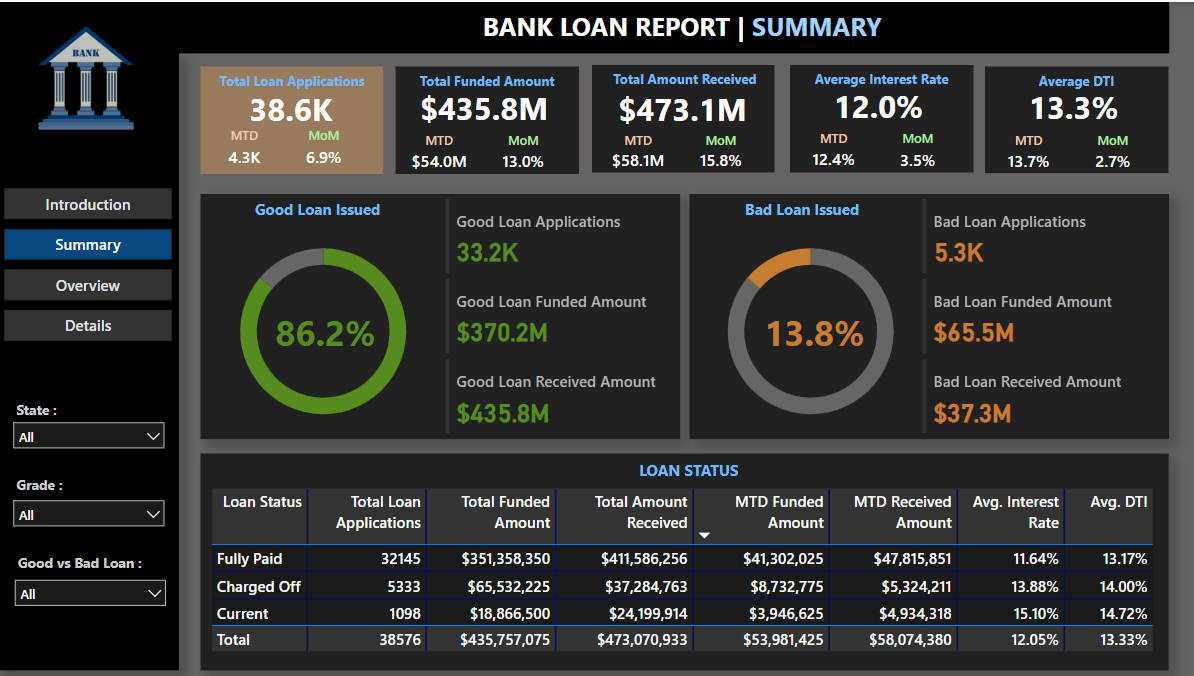 BANK LOAN REPORT | SUMMARY
BANK
Introduction
Summary
Overview
Details
State :
All
Grade :
All
Good vs Bad Loan :
All
Total Loan Applications
38.6K
MTD MoM
4.3K 6.9%
Total Funded Amount
$435.8M
MTD MoM
$54.0M 13.0%
Total Amount Received
$473.1M
MTD MoM
$58.1M 15.8%
Average Interest Rate
12.0%
MTD MoM
12.4% 3.5%
Average DTI
13.3%
MTD MoM
13.7% 2.7%
Good Loan Issued
86.2%
Good Loan Applications
33.2K
Good Loan Funded Amount
$370.2M
Good Loan Received Amount
$435.8M
Bad Loan Issued
13.8%
Bad Loan Applications
5.3K
Bad Loan Funded Amount
$65.5M
Bad Loan Received Amount
$37.3M
LOAN STATUS
Loan Status Total Loan Total Funded Total Amount MTD Funded MTD Received Avg. Interest Avg. DTI
Applications Amount Received Amount Amount Rate
Fully Paid 32145 $351,358,350 $411,586,256 $41,302,025 $47,815,851 11.64% 13.17%
Charged Off 5333 $65,532,225 $37,284,763 $8,732,775 $5,324,211 13.88% 14.00%
Current 1098 $18,866,500 $24,199,914 $3,946,625 $4,934,318 15.10% 14.72%
Total 38576 $435,757,075 $473,070,933 $53,981,425 $58,074,380 12.05% 13.33%